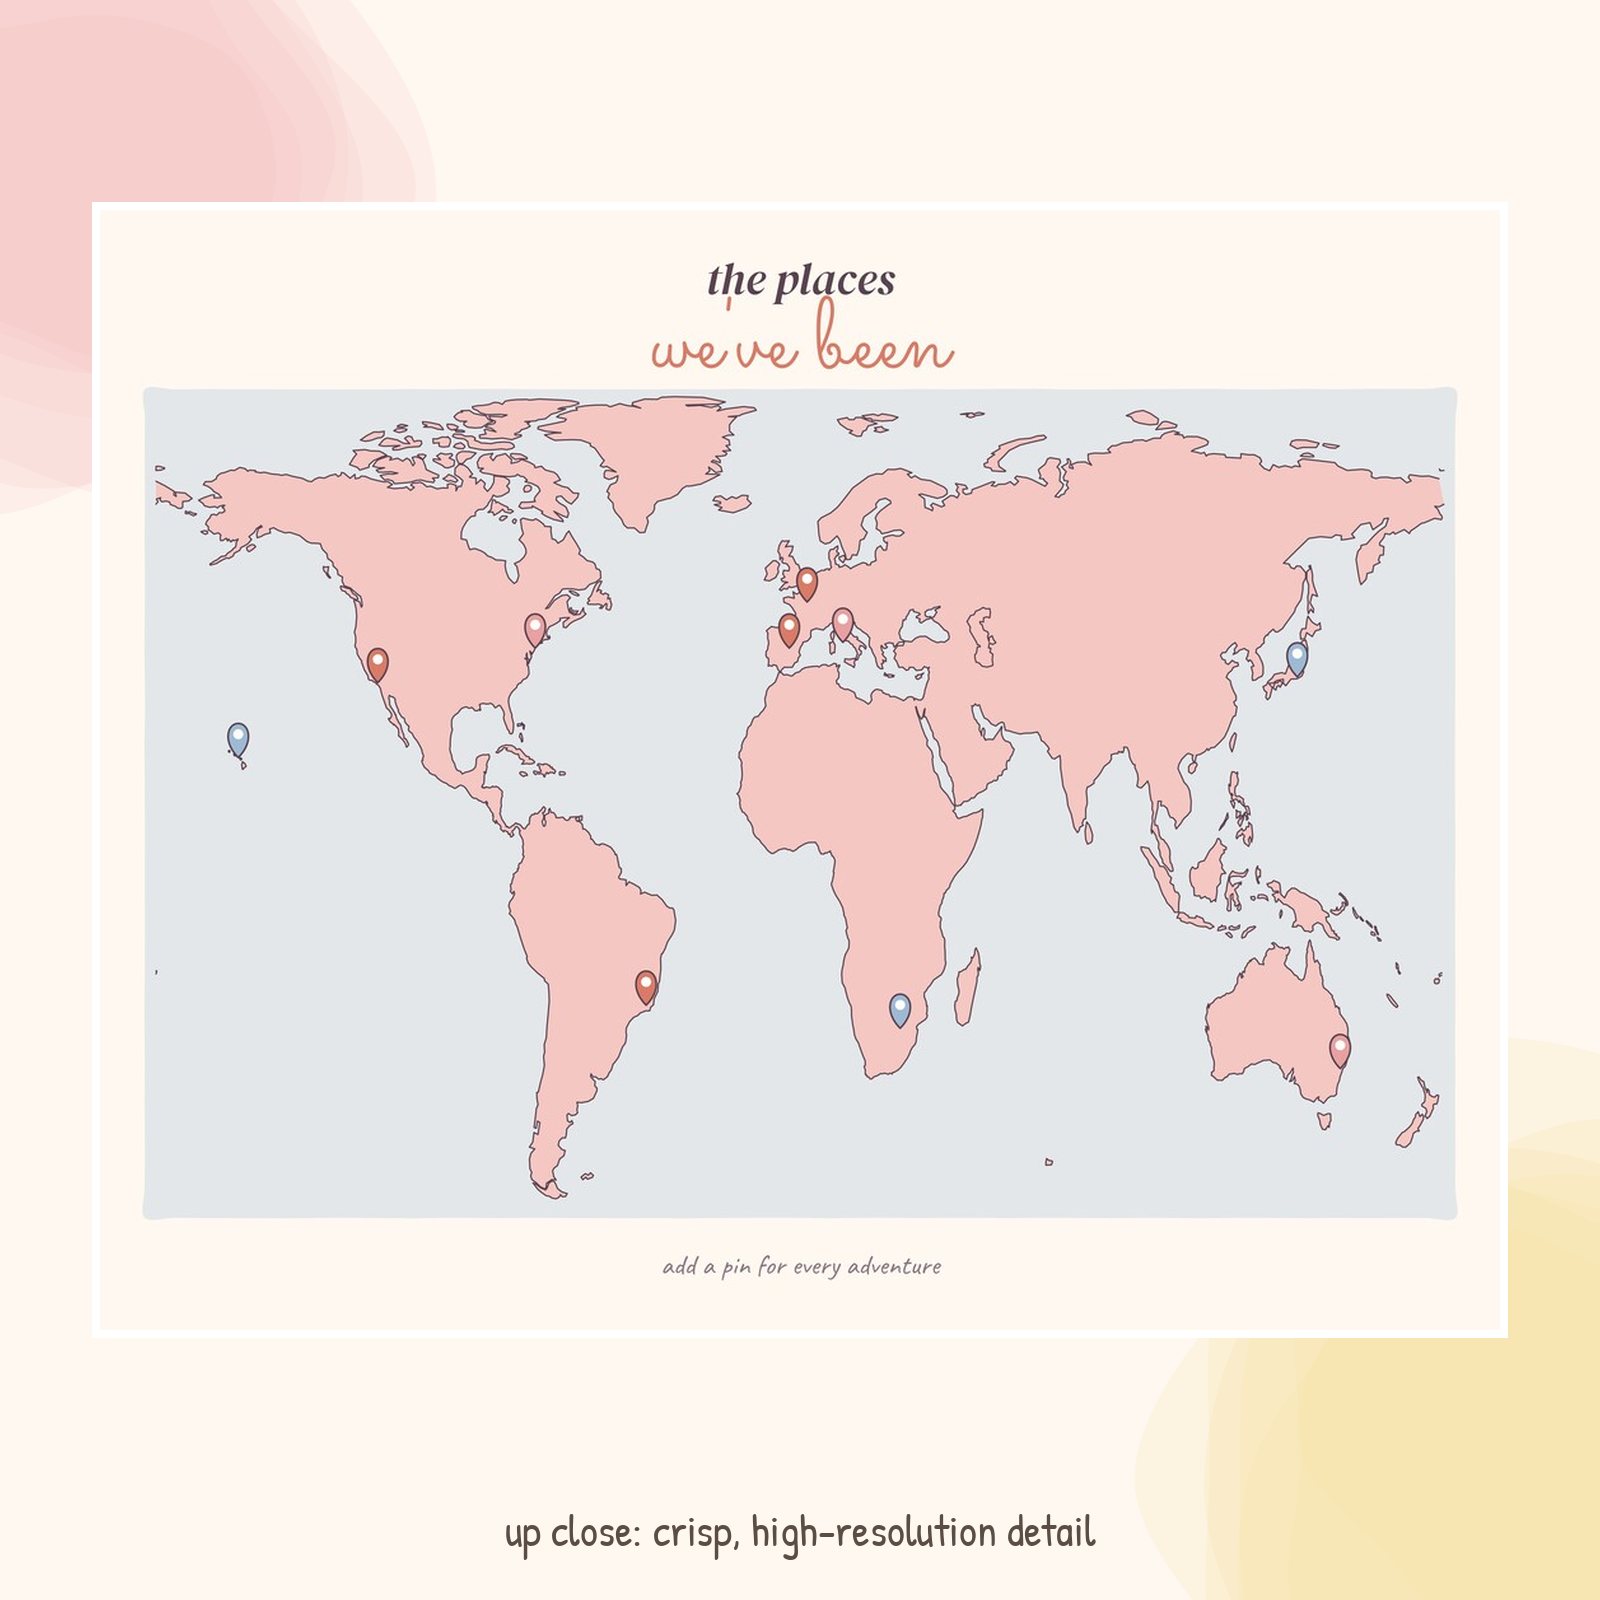 the places
we've been
add a pin for every adventure
up close: crisp, high-resolution detail